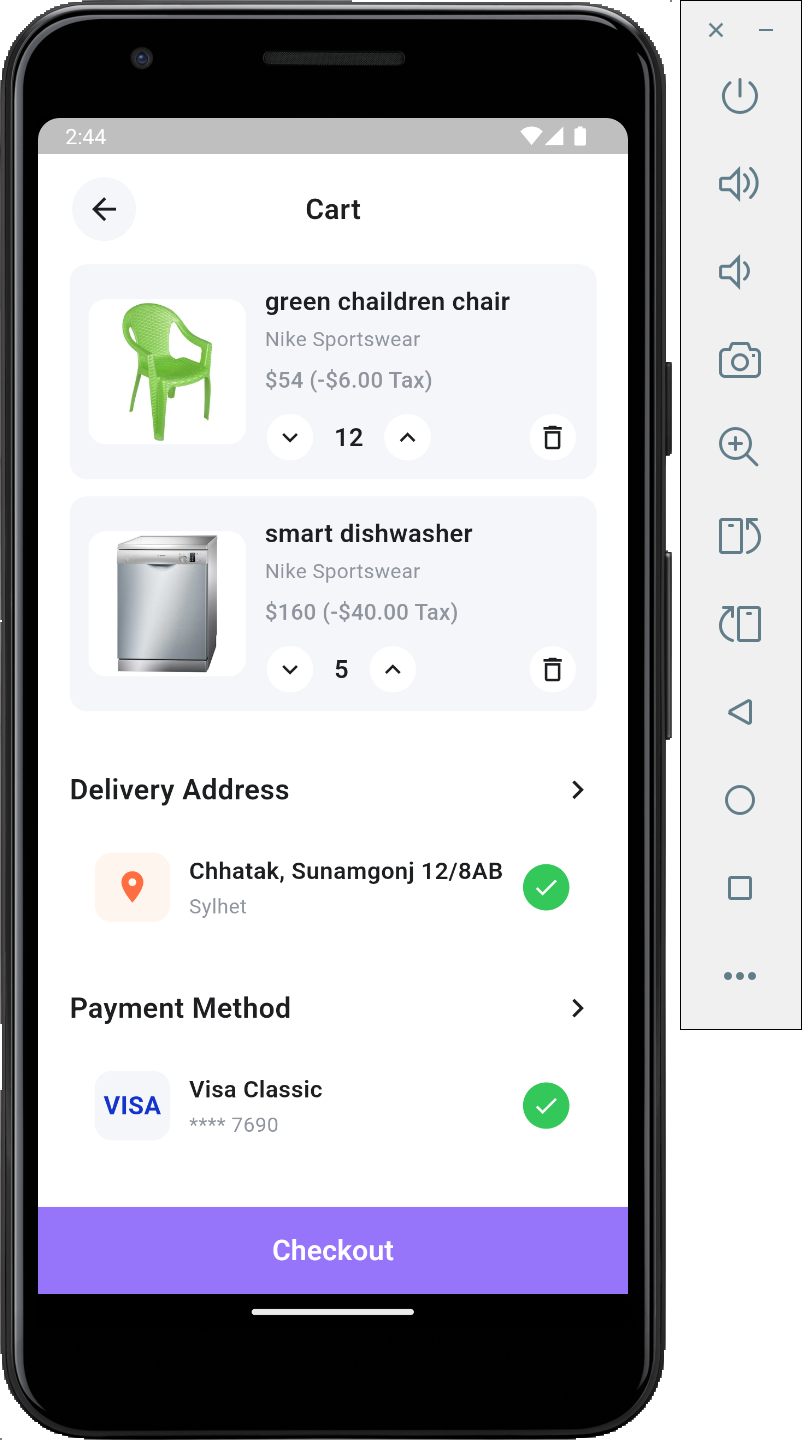 2:44
Cart
green chaildren chair
Nike Sportswear
$54 (-$6.00 Tax)
12
smart dishwasher
Nike Sportswear
$160 (-$40.00 Tax)
5
Delivery Address
Chhatak, Sunamgonj 12/8AB
Sylhet
Payment Method
VISA
Visa Classic
**** 7690
Checkout